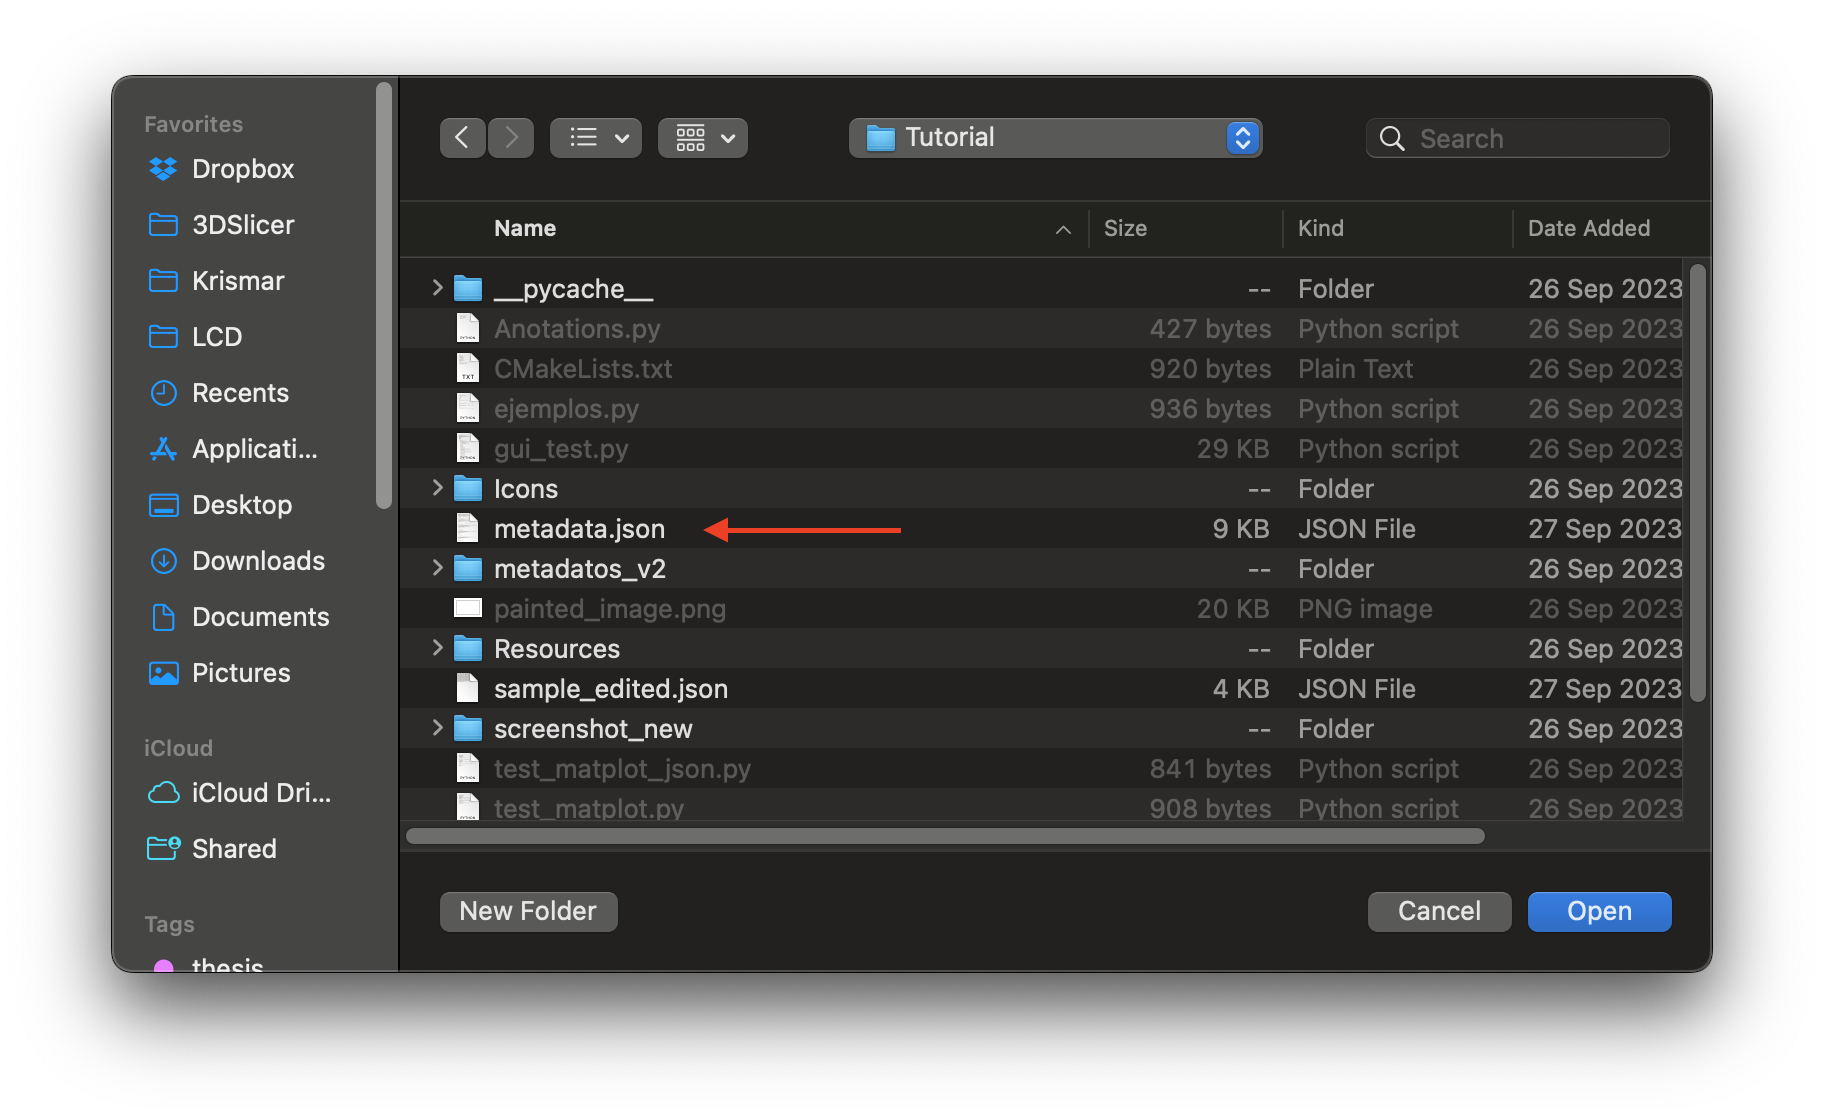 Favorites
Dropbox
3DSlicer
Krismar
LCD
Recents
Applicati...
Desktop
Downloads
Documents
Pictures
iCloud
iCloud Dri...
Shared
Tags
thesis
Tutorial
Search
Name Size Kind Date Added
__pycache__ -- Folder 26 Sep 2023
Anotations.py 427 bytes Python script 26 Sep 2023
CMakeLists.txt 920 bytes Plain Text 26 Sep 2023
ejemplos.py 936 bytes Python script 26 Sep 2023
gui_test.py 29 KB Python script 26 Sep 2023
Icons -- Folder 26 Sep 2023
metadata.json 9 KB JSON File 27 Sep 2023
metadatos_v2 -- Folder 26 Sep 2023
painted_image.png 20 KB PNG image 26 Sep 2023
Resources -- Folder 26 Sep 2023
sample_edited.json 4 KB JSON File 27 Sep 2023
screenshot_new -- Folder 26 Sep 2023
test_matplot_json.py 841 bytes Python script 26 Sep 2023
test_matplot.py 908 bytes Python script 26 Sep 2023
New Folder Cancel Open